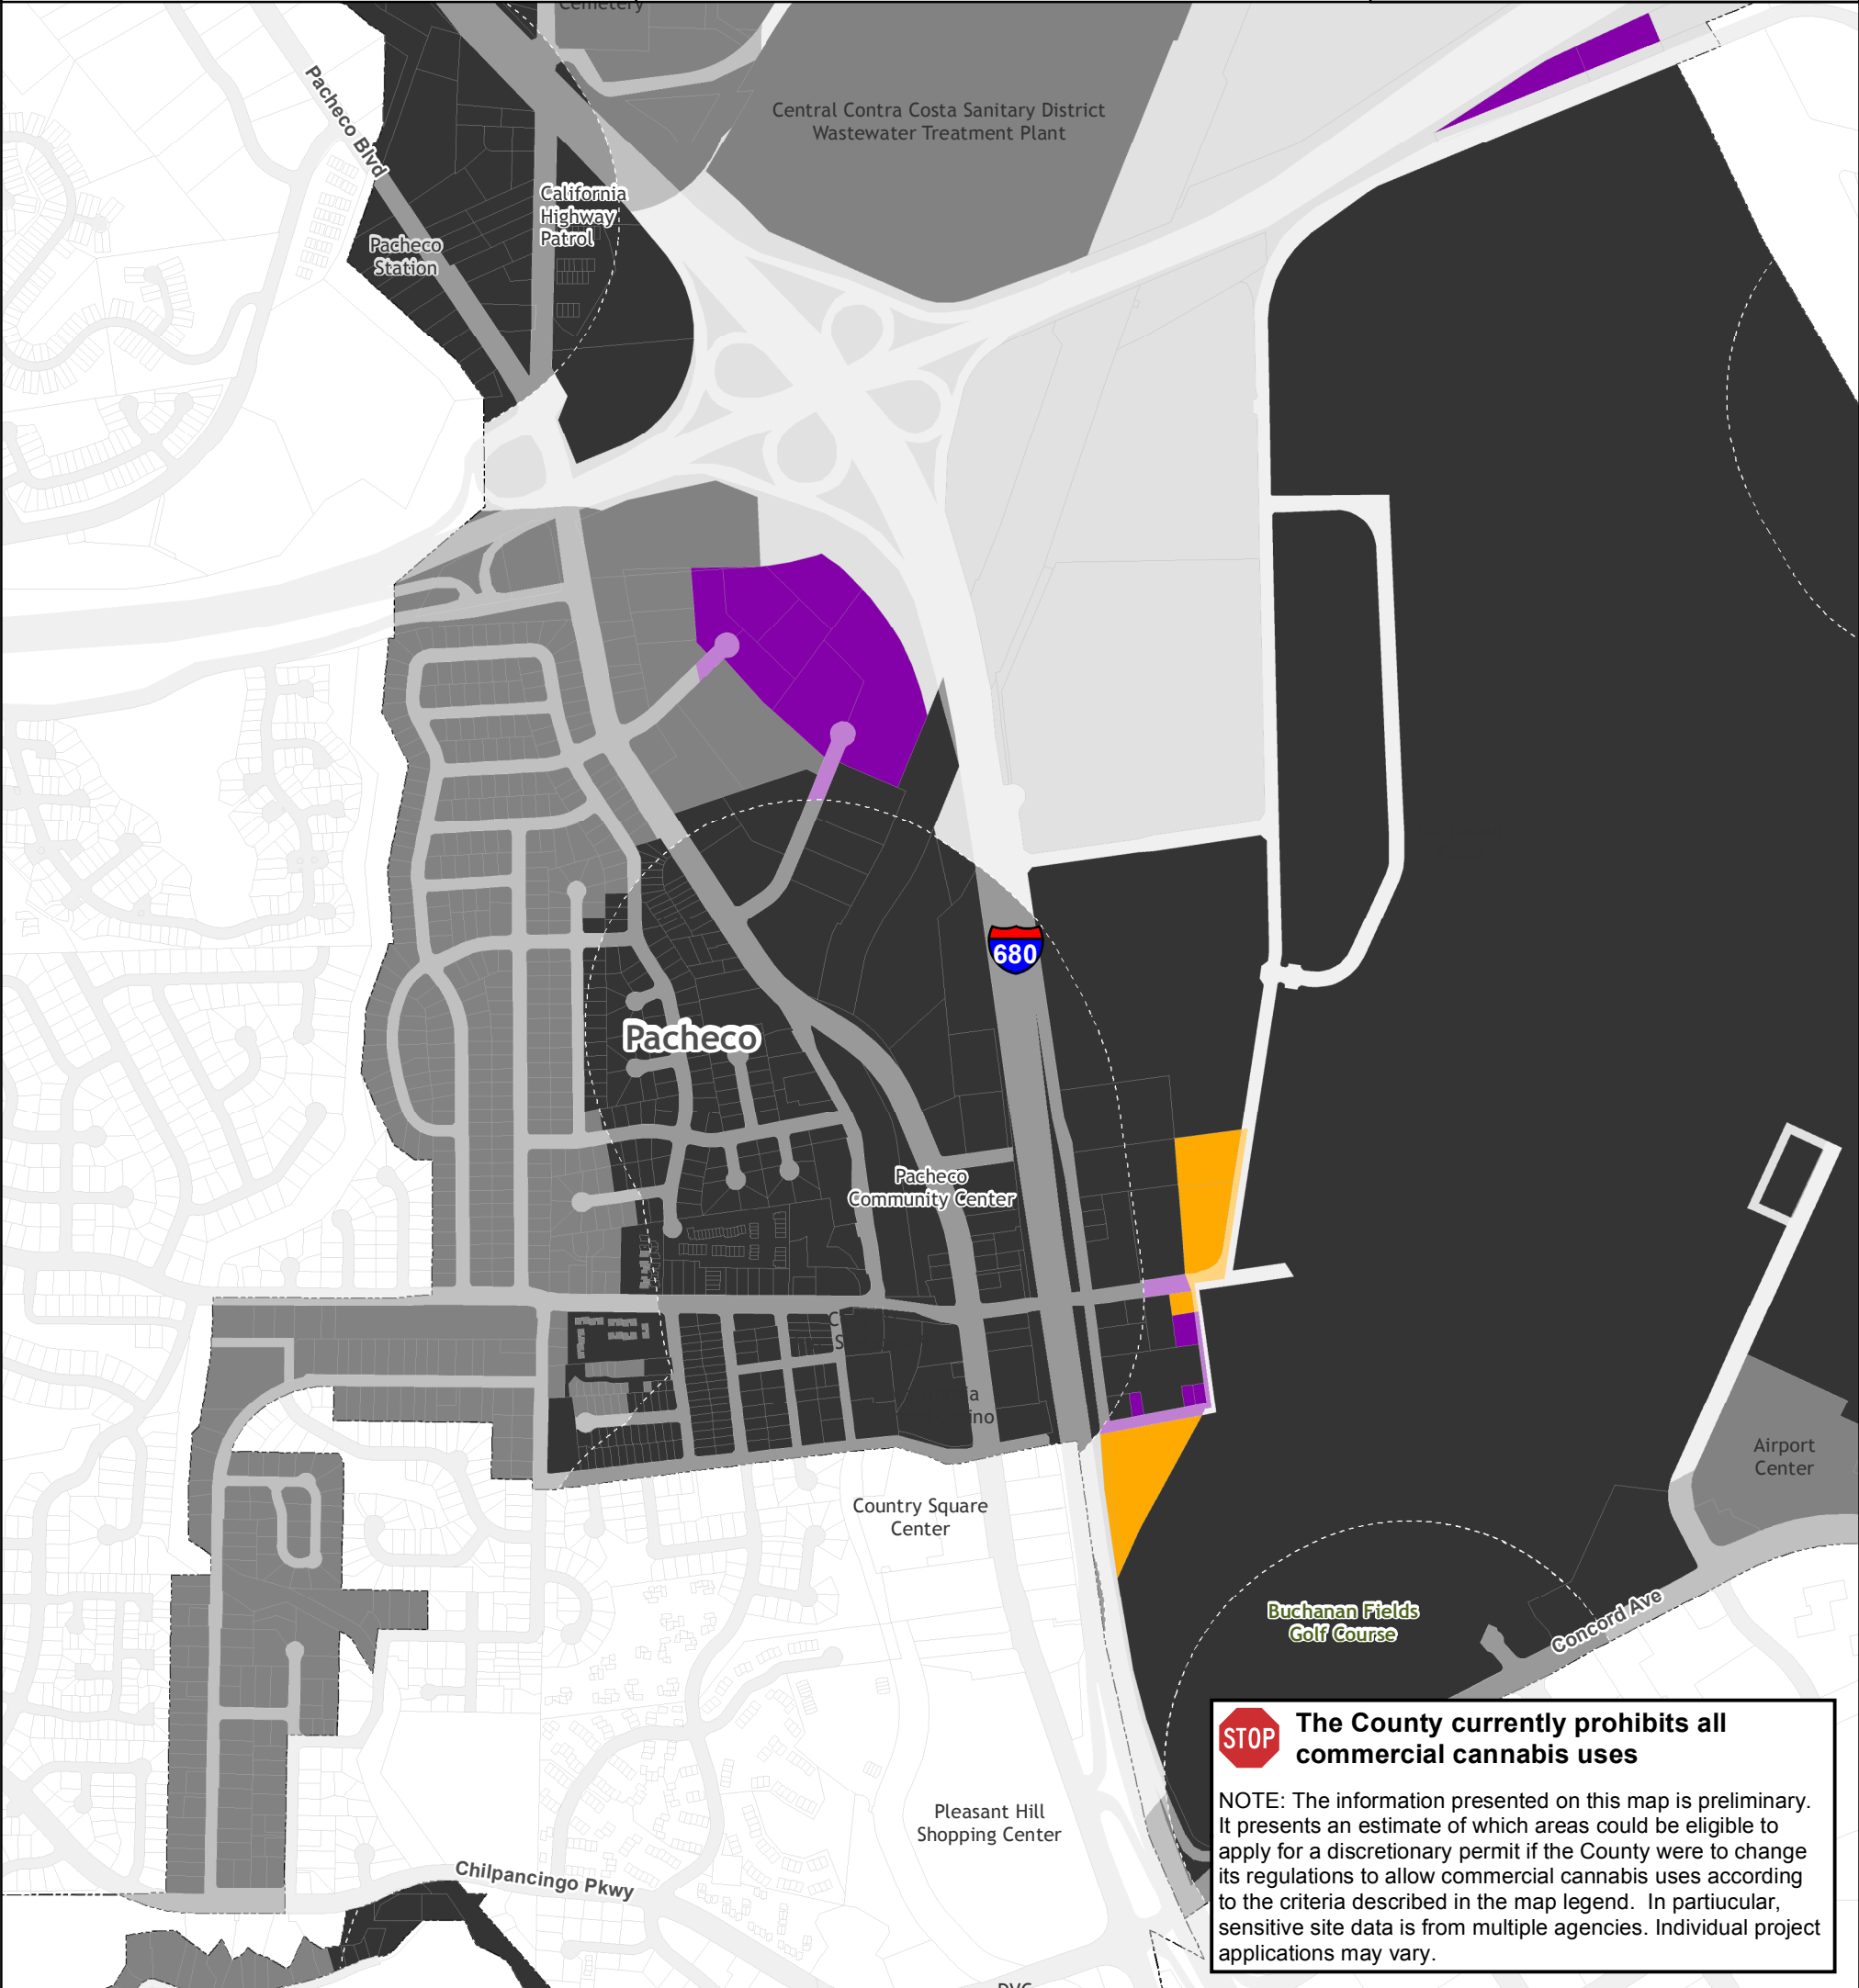 Cemetery
Central Contra Costa Sanitary District
Wastewater Treatment Plant
Pacheco Blvd
California
Highway
Patrol
Pacheco
Station
680
Pacheco
Pacheco
Community Center
Airport
Center
Country Square
Center
Buchanan Fields
Golf Course
Concord Ave
Pleasant Hill
Shopping Center
Chilpancingo Pkwy
STOP
The County currently prohibits all
commercial cannabis uses
NOTE: The information presented on this map is preliminary.
It presents an estimate of which areas could be eligible to
apply for a discretionary permit if the County were to change
its regulations to allow commercial cannabis uses according
to the criteria described in the map legend.  In partiucular,
sensitive site data is from multiple agencies. Individual project
applications may vary.